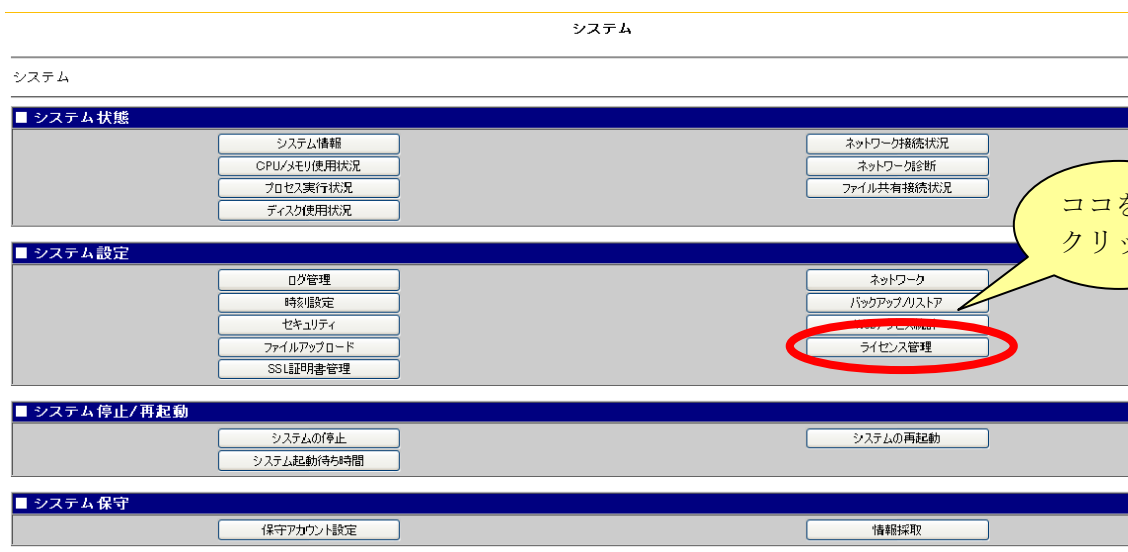 システム
システム
■ システム状態
システム情報
ネットワーク接続状況
CPU/メモリ使用状況
ネットワーク診断
プロセス実行状況
ファイル共有接続状況
ディスク使用状況
ココを
クリッ
■ システム設定
ログ管理
ネットワーク
時刻設定
バックアップ/リストア
セキュリティ
ファイルアップロード
ライセンス管理
SSL証明書管理
■ システム停止/再起動
システムの停止
システムの再起動
システム起動待ち時間
■ システム保守
保守アカウント設定
情報採取